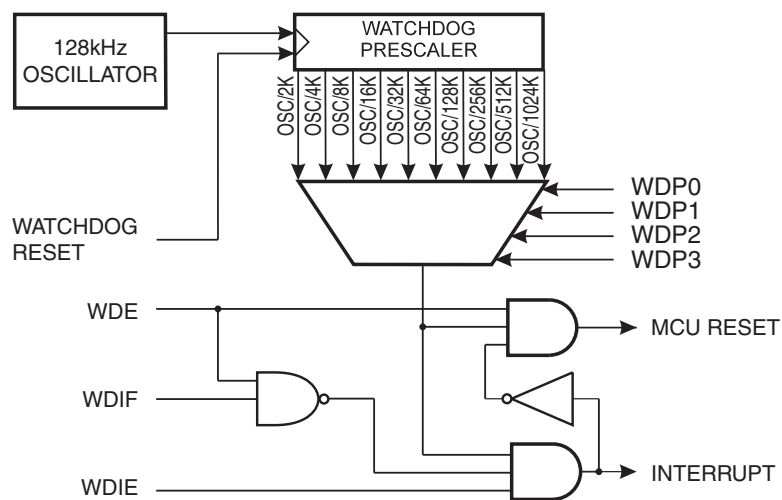 128kHz
OSCILLATOR
WATCHDOG
PRESCALER
OSC/2K
OSC/4K
OSC/8K
OSC/16K
OSC/32K
OSC/64K
OSC/128K
OSC/256K
OSC/512K
OSC/1024K
WATCHDOG
RESET
WDP0
WDP1
WDP2
WDP3
WDE
MCU RESET
WDIF
WDIE
INTERRUPT